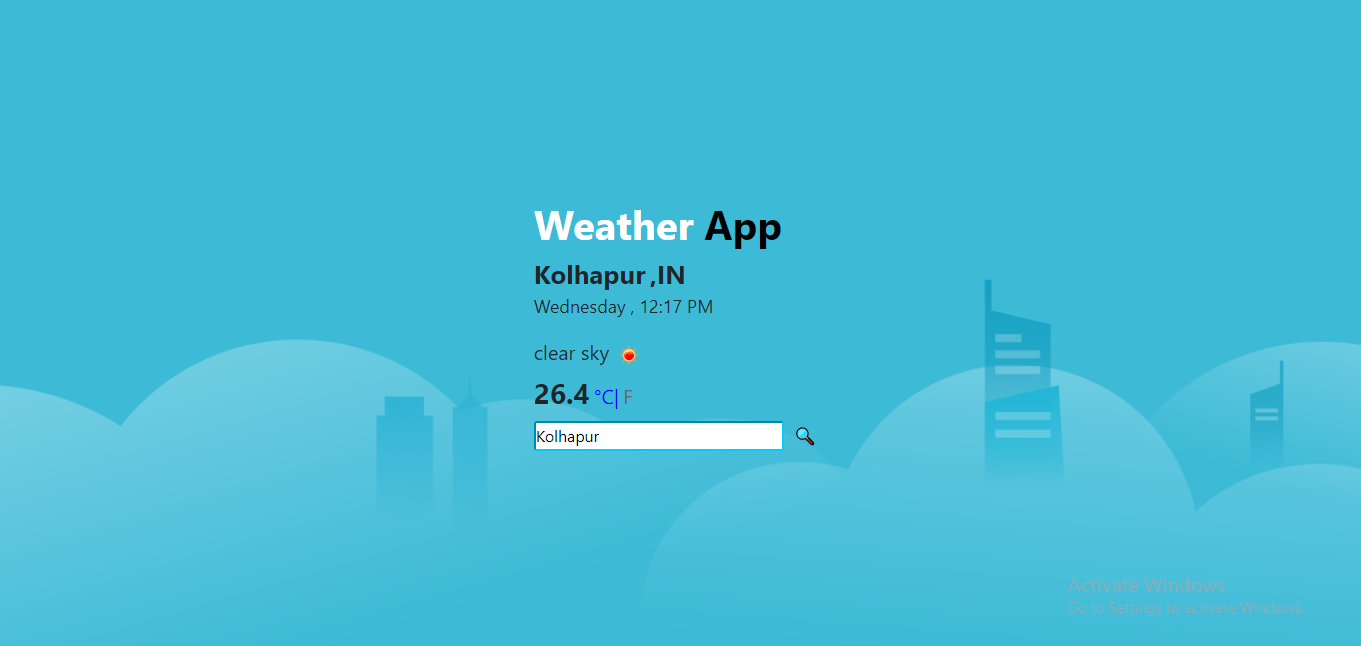 Weather App
Kolhapur ,IN
Wednesday , 12:17 PM
clear sky
26.4 °C| F
Kolhapur
Activate Windows
Go to Settings to activate Windows.